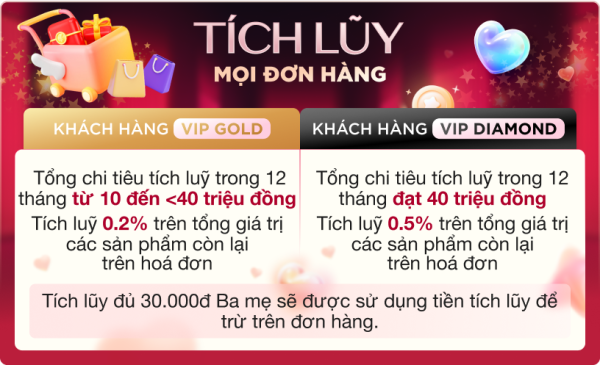 TÍCH LŨY
MỌI ĐƠN HÀNG
KHÁCH HÀNG VIP GOLD
Tổng chi tiêu tích luỹ trong 12
tháng từ 10 đến <40 triệu đồng
Tích luỹ 0.2% trên tổng giá trị
các sản phẩm còn lại
trên hoá đơn
KHÁCH HÀNG VIP DIAMOND
Tổng chi tiêu tích luỹ trong 12
tháng đạt 40 triệu đồng
Tích luỹ 0.5% trên tổng giá trị
các sản phẩm còn lại
trên hoá đơn
Tích lũy đủ 30.000đ Ba mẹ sẽ được sử dụng tiền tích lũy để
trừ trên đơn hàng.